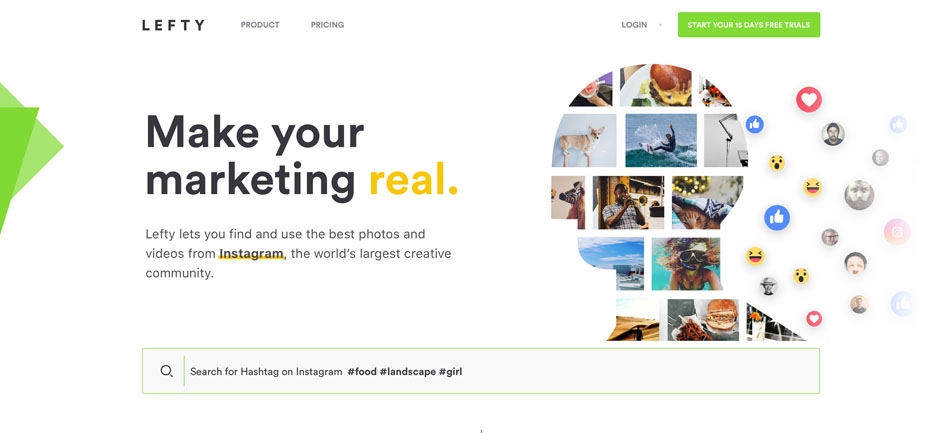 LEFTY
PRODUCT
PRICING
LOGIN
START YOUR 15 DAYS FREE TRIALS
Make your
marketing real.
Lefty lets you find and use the best photos and
videos from Instagram, the world's largest creative
community.
Search for Hashtag on Instagram #food #landscape #girl